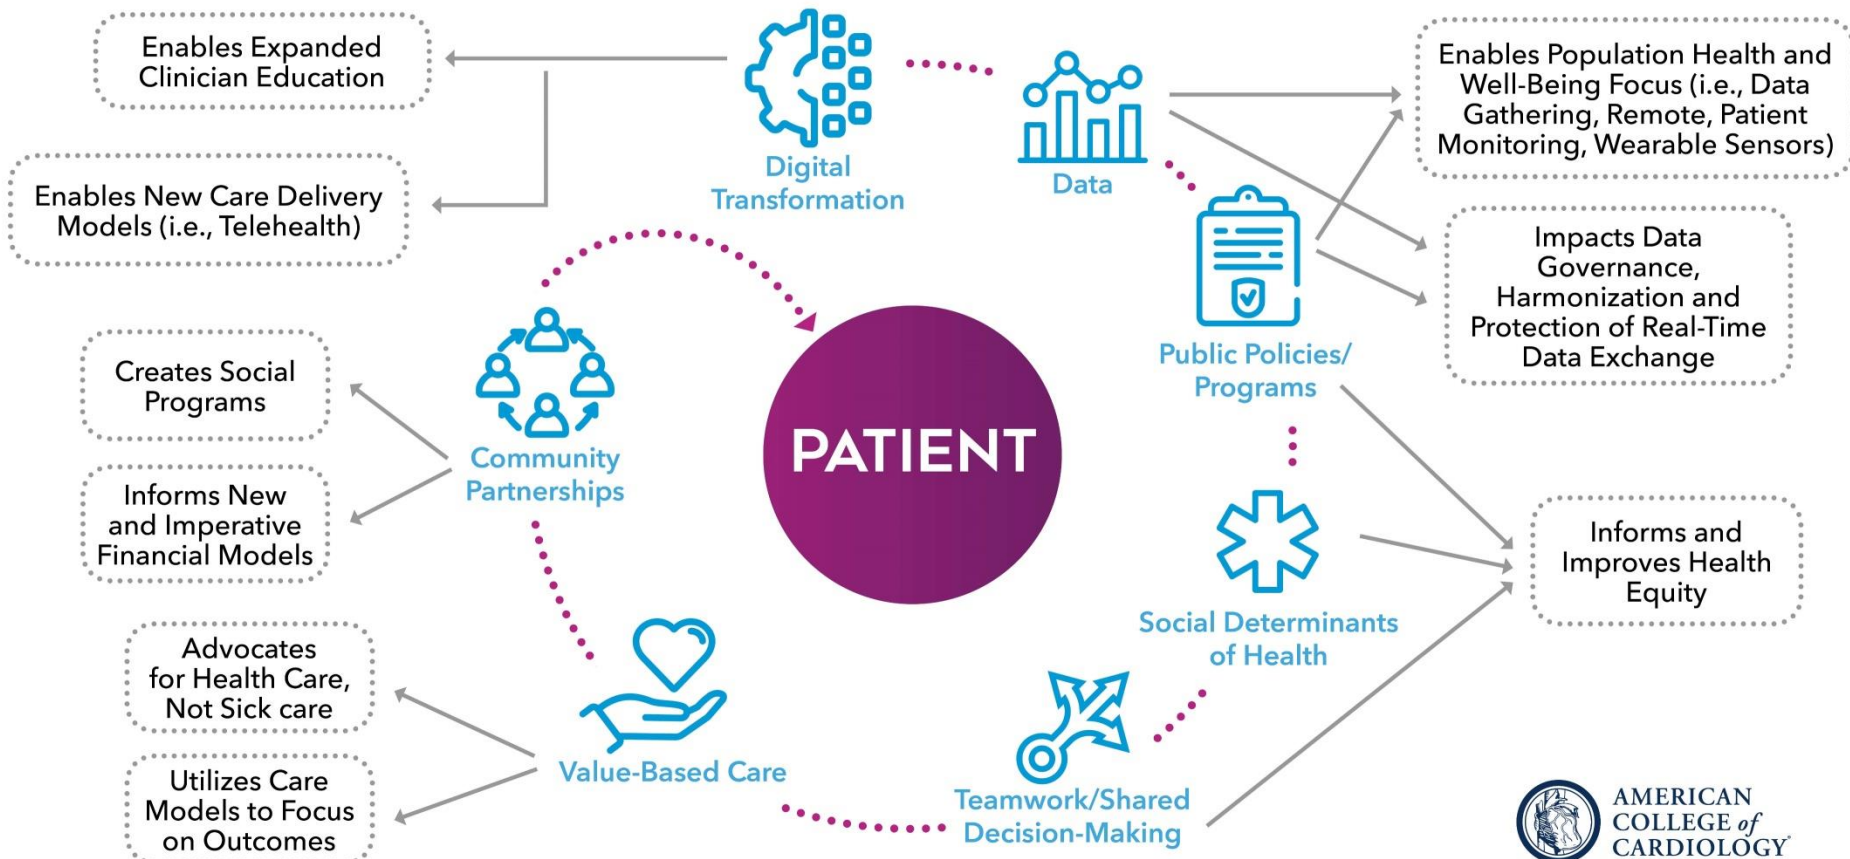 Enables Expanded
Clinician Education
Enables New Care Delivery
Models (i.e., Telehealth)
Digital
Transformation
Data
Enables Population Health and
Well-Being Focus (i.e., Data
Gathering, Remote, Patient
Monitoring, Wearable Sensors)
Impacts Data
Governance,
Harmonization and
Protection of Real-Time
Data Exchange
Public Policies/
Programs
Creates Social
Programs
Community
Partnerships
Informs New
and Imperative
Financial Models
PATIENT
Informs and
Improves Health
Equity
Social Determinants
of Health
Advocates
for Health Care,
Not Sick care
Utilizes Care
Models to Focus
on Outcomes
Value-Based Care
Teamwork/Shared
Decision-Making
AMERICAN
COLLEGE of
CARDIOLOGY